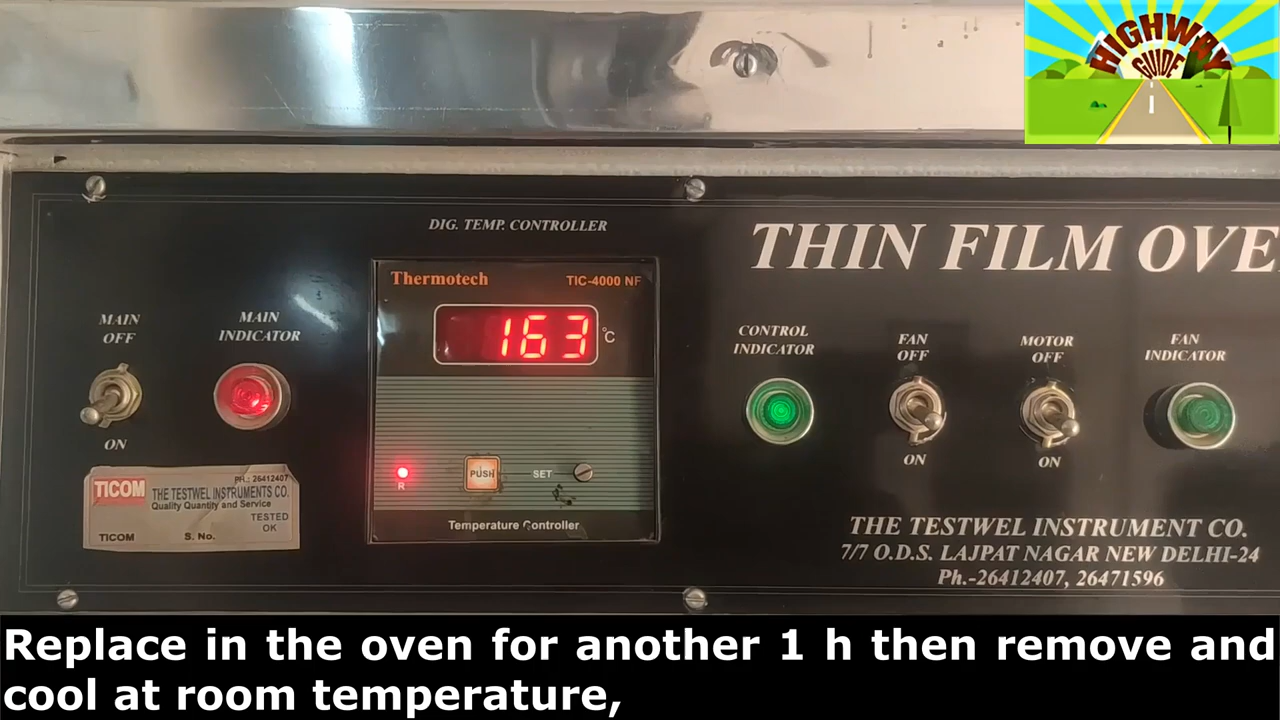 HIGHWAY
GUIDE
DIG. TEMP. CONTROLLER
THIN FILM OVE
Thermotech
TIC-4000 NF
163 °C
MAIN
OFF
MAIN
INDICATOR
CONTROL
INDICATOR
FAN
OFF
MOTOR
OFF
FAN
INDICATOR
ON
ON
ON
R
PUSH
SET
Temperature Controller
PH.: 26412407
TICOM
THE TESTWEL INSTRUMENTS CO.
Quality Quantity and Service
TESTED
OK
TICOM
S. No.
THE TESTWEL INSTRUMENT CO.
7/7 O.D.S. LAJPAT NAGAR NEW DELHI-24
Ph.-26412407, 26471596
Replace in the oven for another 1 h then remove and
cool at room temperature,